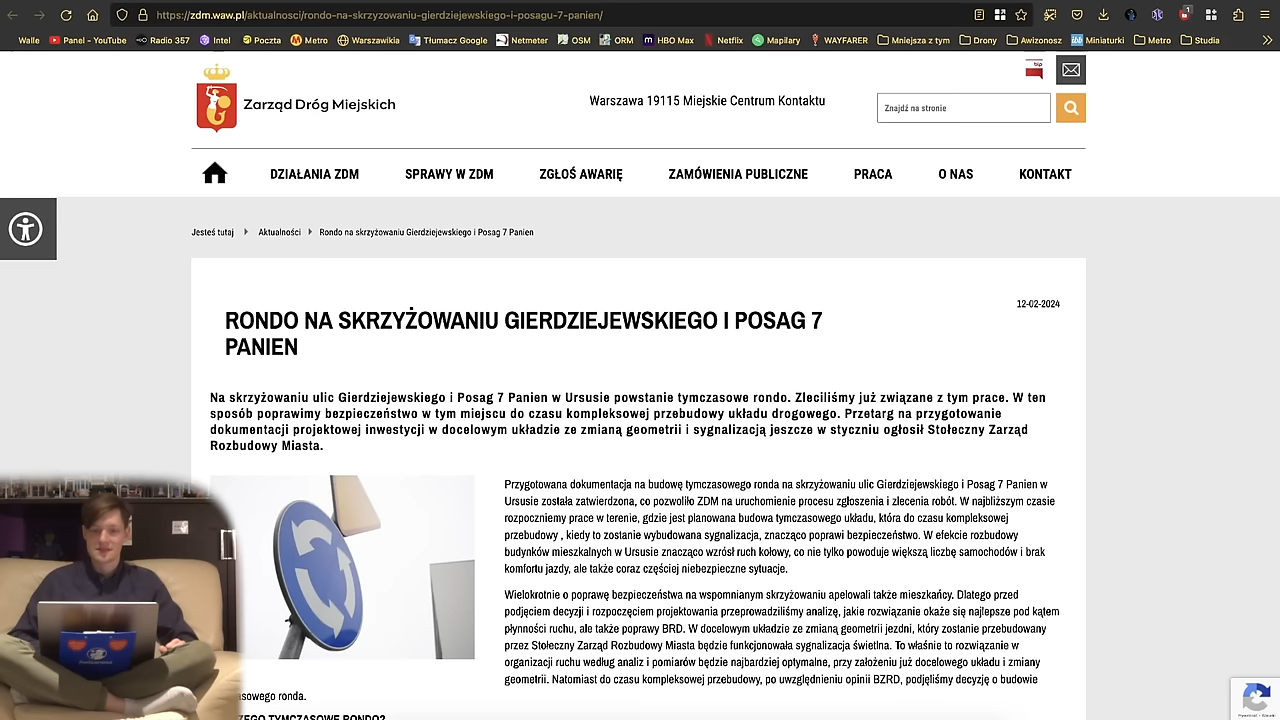 https://zdm.waw.pl/aktualnosci/rondo-na-skrzyzowaniu-gierdziejewskiego-i-posagu-7-panien/
Walle Panel - YouTube Radio 357 Intel Poczta Metro Warszawikia Tłumacz Google Netmeter OSM ORM HBO Max Netflix Mapilary WAYFARER Mniejsza z tym Drony Awizonosz Miniaturki Metro Studia
bip
Zarząd Dróg Miejskich
Warszawa 19115 Miejskie Centrum Kontaktu
Znajdź na stronie
DZIAŁANIA ZDM SPRAWY W ZDM ZGŁOŚ AWARIĘ ZAMÓWIENIA PUBLICZNE PRACA O NAS KONTAKT
Jesteś tutaj Aktualności Rondo na skrzyżowaniu Gierdziejewskiego i Posag 7 Panien
12-02-2024
RONDO NA SKRZYŻOWANIU GIERDZIEJEWSKIEGO I POSAG 7
PANIEN
Na skrzyżowaniu ulic Gierdziejewskiego i Posag 7 Panien w Ursusie powstanie tymczasowe rondo. Zleciliśmy już związane z tym prace. W ten
sposób poprawimy bezpieczeństwo w tym miejscu do czasu kompleksowej przebudowy układu drogowego. Przetarg na przygotowanie
dokumentacji projektowej inwestycji w docelowym układzie ze zmianą geometrii i sygnalizacją jeszcze w styczniu ogłosił Stołeczny Zarząd
Rozbudowy Miasta.
Przygotowana dokumentacja na budowę tymczasowego ronda na skrzyżowaniu ulic Gierdziejewskiego i Posag 7 Panien w
Ursusie została zatwierdzona, co pozwoliło ZDM na uruchomienie procesu zgłoszenia i zlecenia robót. W najbliższym czasie
rozpoczniemy prace w terenie, gdzie jest planowana budowa tymczasowego układu, która do czasu kompleksowej
przebudowy , kiedy to zostanie wybudowana sygnalizacja, znacząco poprawi bezpieczeństwo. W efekcie rozbudowy
budynków mieszkalnych w Ursusie znacząco wzrósł ruch kołowy, co nie tylko powoduje większą liczbę samochodów i brak
komfortu jazdy, ale także coraz częściej niebezpieczne sytuacje.
Wielokrotnie o poprawę bezpieczeństwa na wspomnianym skrzyżowaniu apelowali także mieszkańcy. Dlatego przed
podjęciem decyzji i rozpoczęciem projektowania przeprowadziliśmy analizę, jakie rozwiązanie okaże się najlepsze pod kątem
płynności ruchu, ale także poprawy BRD. W docelowym układzie ze zmianą geometrii jezdni, który zostanie przebudowany
przez Stołeczny Zarząd Rozbudowy Miasta będzie funkcjonowała sygnalizacja świetlna. To właśnie to rozwiązanie w
organizacji ruchu według analiz i pomiarów będzie najbardziej optymalne, przy założeniu już docelowego układu i zmiany
geometrii. Natomiast do czasu kompleksowej przebudowy, po uwzględnieniu opinii BZRD, podjęliśmy decyzję o budowie
sowego ronda.
ZEGO TYMCZASOWE RONDO?